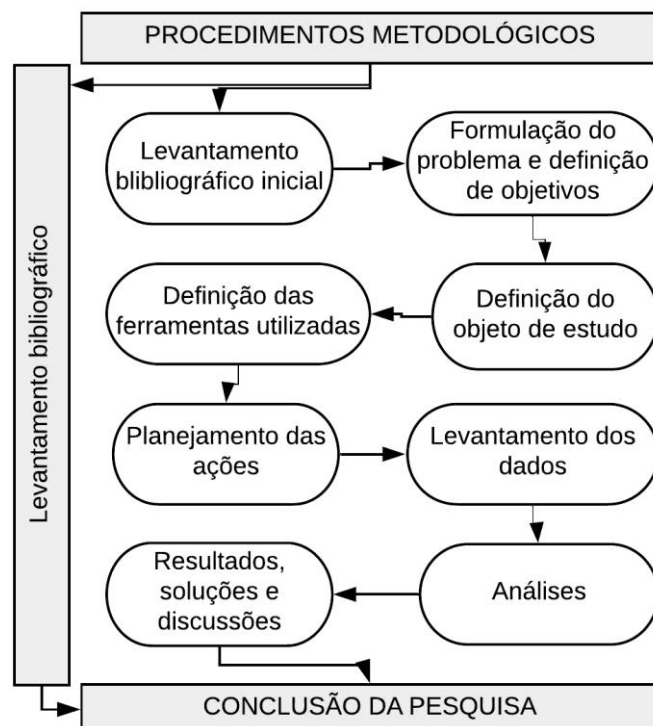 PROCEDIMENTOS METODOLÓGICOS
Levantamento bibliográfico
Levantamento
blibliográfico inicial
Formulação do
problema e definição
de objetivos
Definição do
objeto de estudo
Definição das
ferramentas utilizadas
Planejamento das
ações
Levantamento dos
dados
Análises
Resultados,
soluções e
discussões
CONCLUSÃO DA PESQUISA